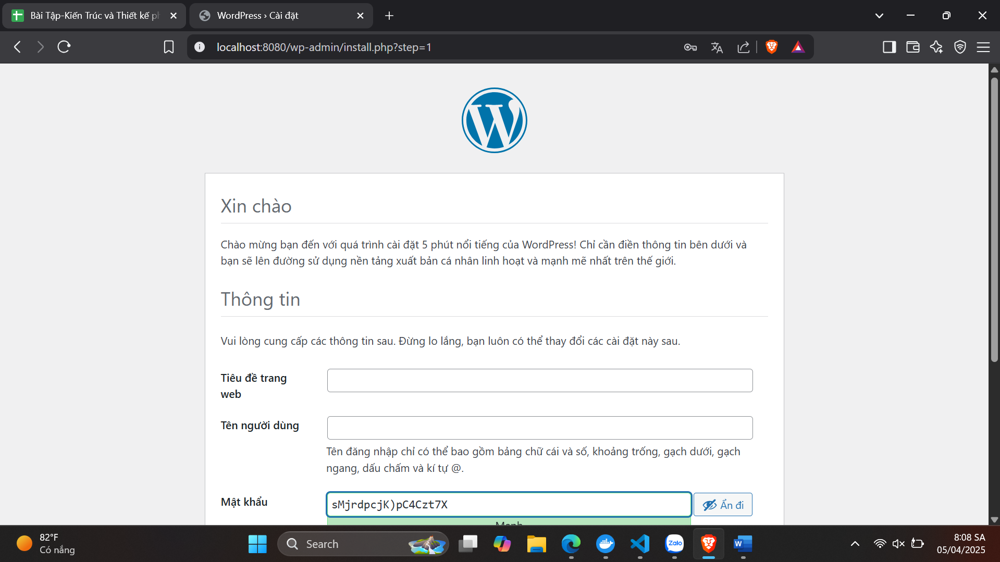 Bài Tập-Kiến Trúc và Thiết kế
WordPress › Cài đặt
localhost:8080/wp-admin/install.php?step=1
Xin chào
Chào mừng bạn đến với quá trình cài đặt 5 phút nổi tiếng của WordPress! Chỉ cần điền thông tin bên dưới và
bạn sẽ lên đường sử dụng nền tảng xuất bản cá nhân linh hoạt và mạnh mẽ nhất trên thế giới.
Thông tin
Vui lòng cung cấp các thông tin sau. Đừng lo lắng, bạn luôn có thể thay đổi các cài đặt này sau.
Tiêu đề trang
web
Tên người dùng
Tên đăng nhập chỉ có thể bao gồm bảng chữ cái và số, khoảng trống, gạch dưới, gạch
ngang, dấu chấm và kí tự @.
Mật khẩu
sMjrdpcjK)pC4Czt7X
Ẩn đi
82°F
Có nắng
Search
Zalo
8:08 SA
05/04/2025